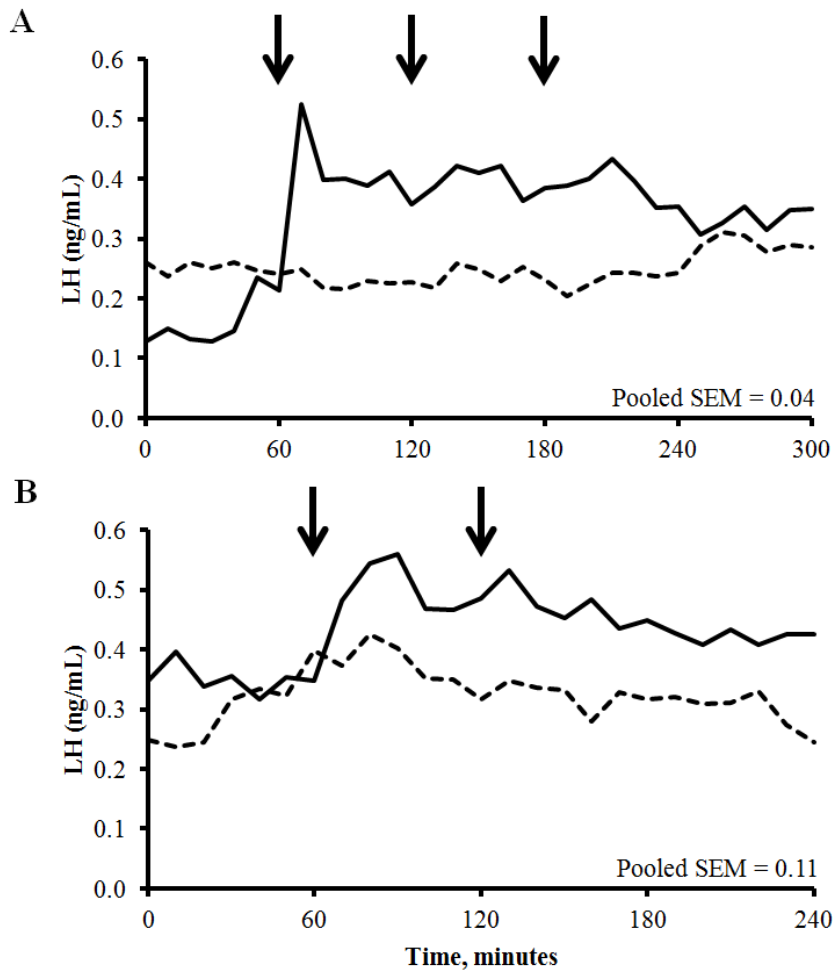 A
0.6
0.5
0.4
0.3
0.2
0.1
0.0
LH (ng/mL)
Pooled SEM = 0.04
0 60 120 180 240 300
B
0.6
0.5
0.4
0.3
0.2
0.1
0.0
LH (ng/mL)
Pooled SEM = 0.11
0 60 120 180 240
Time, minutes